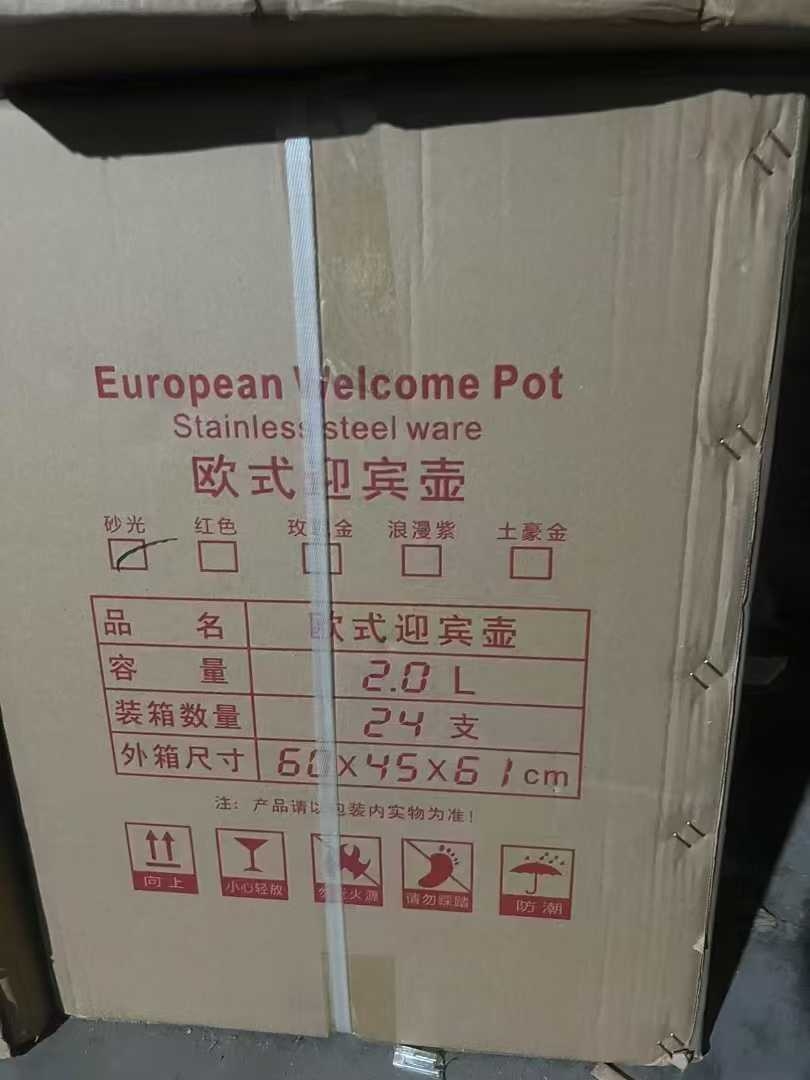 European Welcome Pot
Stainless steel ware
欧式迎宾壶
砂光 红色 玫瑰金 浪漫紫 土豪金
品 名 欧式迎宾壶
容 量 2.0 L
装箱数量 24 支
外箱尺寸 60X45X61cm
注：产品请以包装内实物为准！
向上 小心轻放 勿近火源 请勿踩踏 防潮